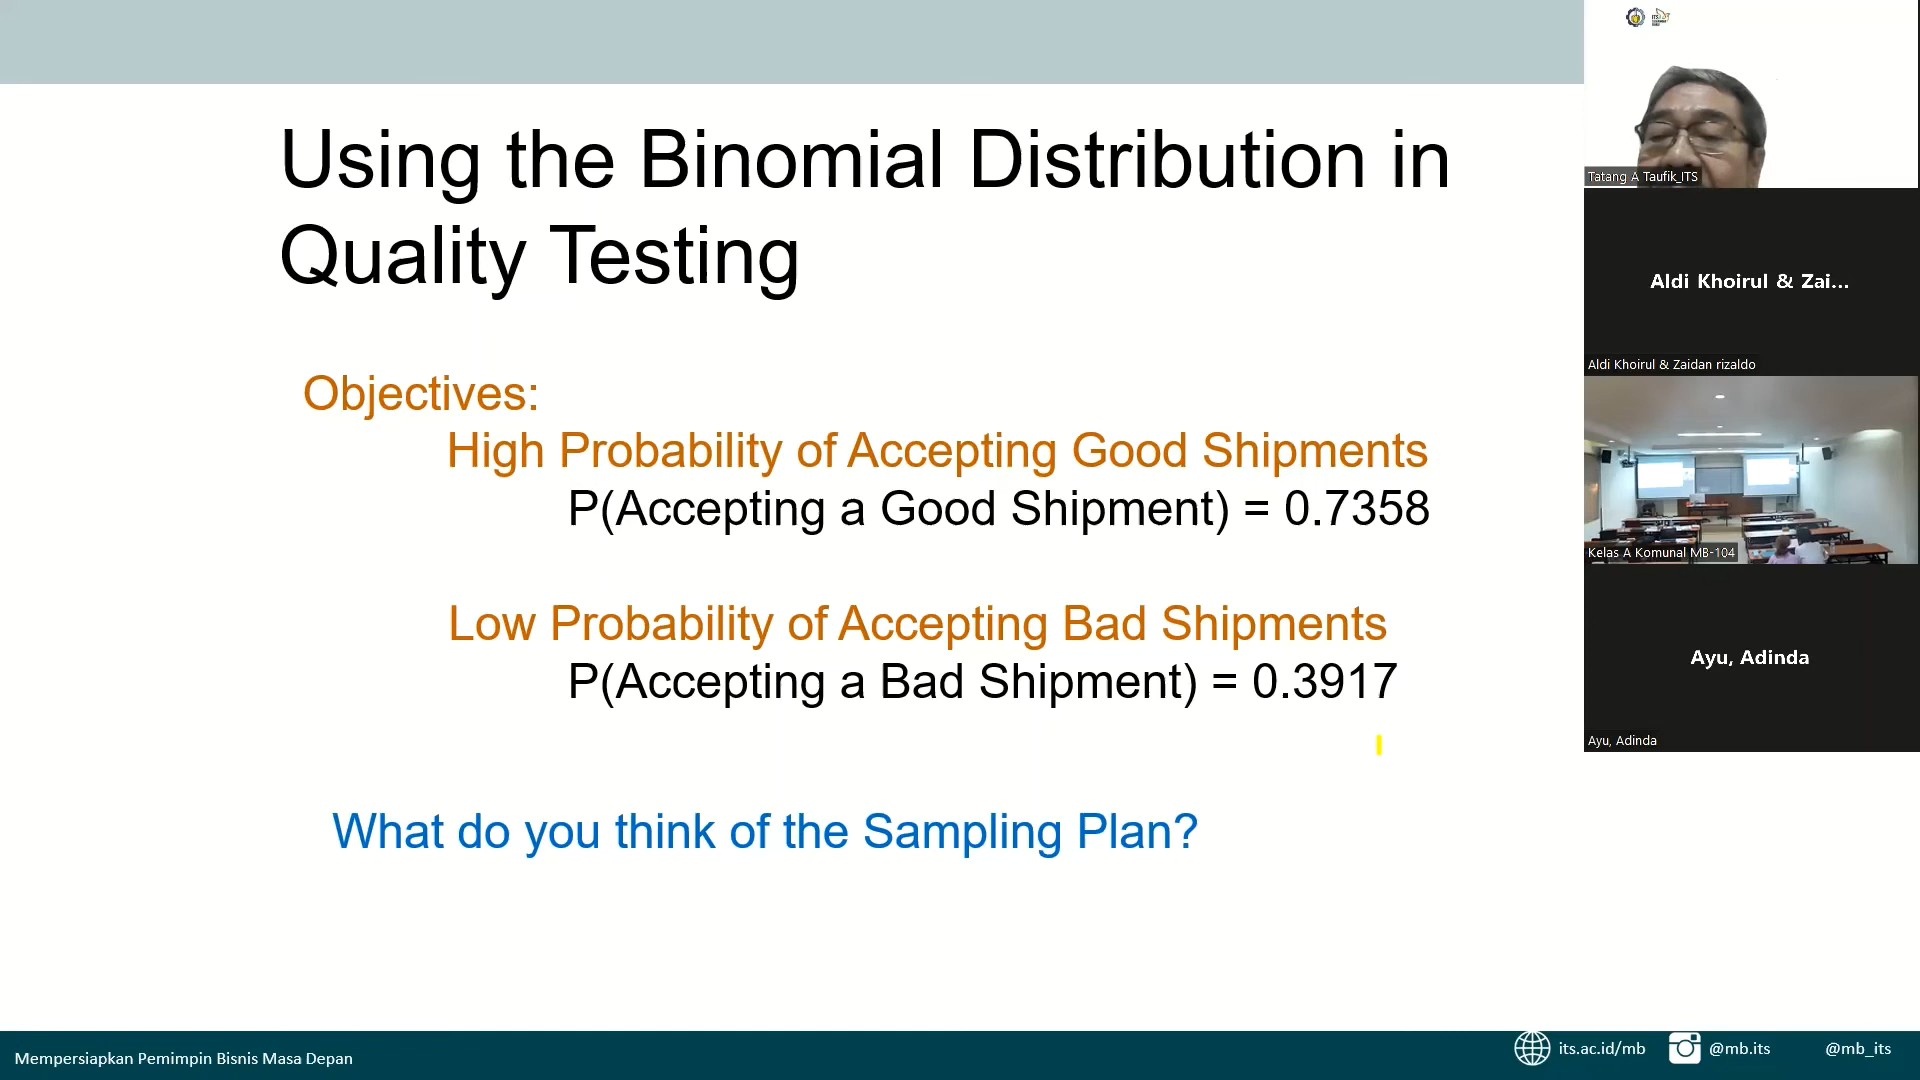 Using the Binomial Distribution in
Quality Testing
Objectives:
High Probability of Accepting Good Shipments
P(Accepting a Good Shipment) = 0.7358
Low Probability of Accepting Bad Shipments
P(Accepting a Bad Shipment) = 0.3917
What do you think of the Sampling Plan?
Mempersiapkan Pemimpin Bisnis Masa Depan
its.ac.id/mb
@mb.its
@mb_its
Tatang A Taufik_ITS
Aldi Khoirul & Zai...
Aldi Khoirul & Zaidan rizaldo
Kelas A Komunal MB-104
Ayu, Adinda
Ayu, Adinda